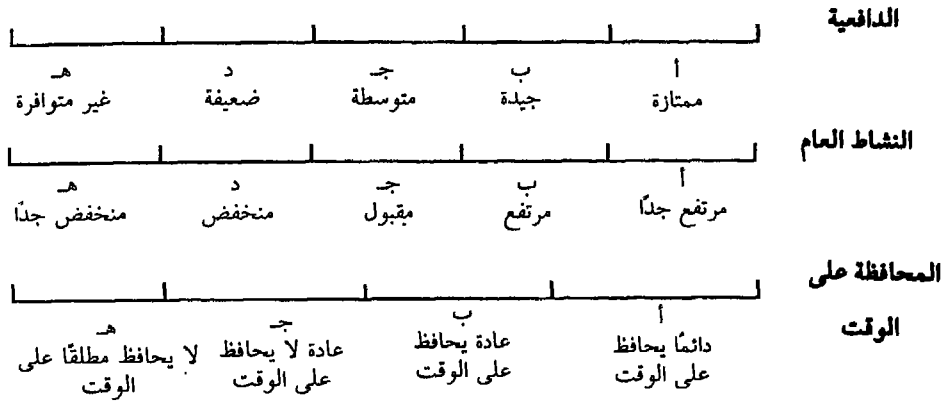 الدافعية
أ ب جـ د هـ
ممتازة جيدة متوسطة ضعيفة غير متوافرة
النشاط العام
أ ب جـ د هـ
مرتفع جدًا مرتفع مقبول منخفض منخفض جدًا
المحافظة على
الوقت
أ ب جـ هـ
دائمًا يحافظ عادة يحافظ عادة لا يحافظ لا يحافظ مطلقًا على
على الوقت على الوقت على الوقت الوقت